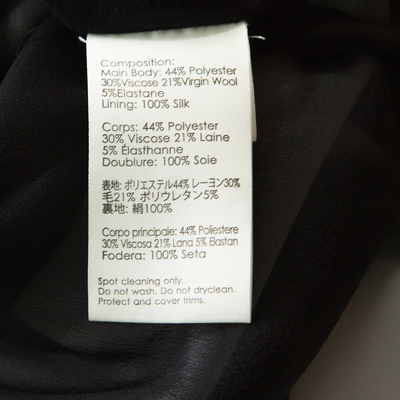 Composition:
Main Body: 44% Polyester
30%Viscose 21%Virgin Wool
5%Elastane
Lining: 100% Silk
Corps: 44% Polyester
30% Viscose 21% Laine
5% Élasthanne
Doublure: 100% Soie
表地: ポリエステル44% レーヨン30%
毛21% ポリウレタン5%
裏地: 絹100%
Corpo principale: 44% Poliestere
30% Viscosa 21% Lana 5% Elastan
Fodera: 100% Seta
Spot cleaning only.
Do not wash. Do not dryclean.
Protect and cover trims.